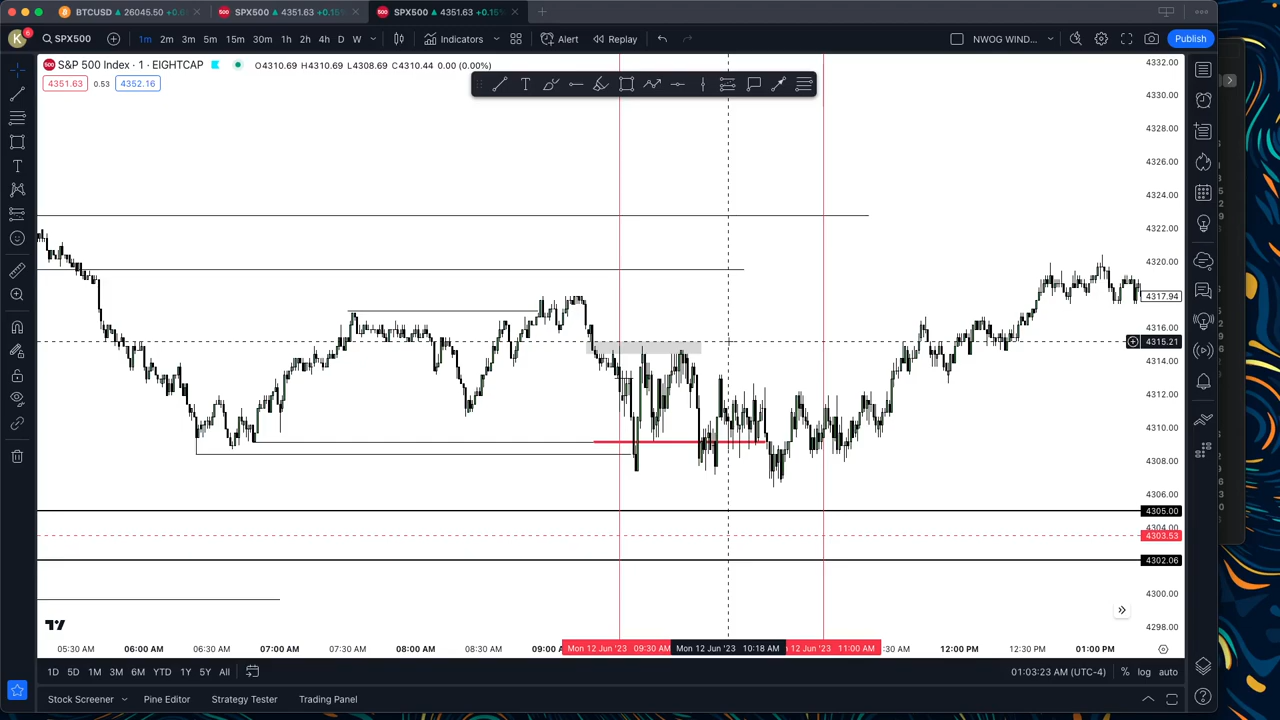 BTCUSD ▲ 26045.50 +0.
SPX500 ▲ 4351.63 +0.15%
SPX500 ▲ 4351.63 +0.15%
K
6
SPX500
1m 2m 3m 5m 15m 30m 1h 2h 4h D W
Indicators
Alert
Replay
NWOG WIND...
Publish
S&P 500 Index · 1 · EIGHTCAP
O4310.69 H4310.69 L4308.69 C4310.44 0.00 (0.00%)
4351.63 0.53 4352.16
4332.00
4330.00
4328.00
4326.00
4324.00
4322.00
4320.00
4317.94
4316.00
4315.21
4314.00
4312.00
4310.00
4308.00
4306.00
4305.00
4304.00
4303.53
4302.06
4300.00
4298.00
05:30 AM 06:00 AM 06:30 AM 07:00 AM 07:30 AM 08:00 AM 08:30 AM 09:00 Mon 12 Jun '23 09:30 AM Mon 12 Jun '23 10:18 AM 12 Jun '23 11:00 AM :30 AM 12:00 PM 12:30 PM 01:00 PM
1D 5D 1M 3M 6M YTD 1Y 5Y All
01:03:23 AM (UTC-4)
% log auto
Stock Screener Pine Editor Strategy Tester Trading Panel